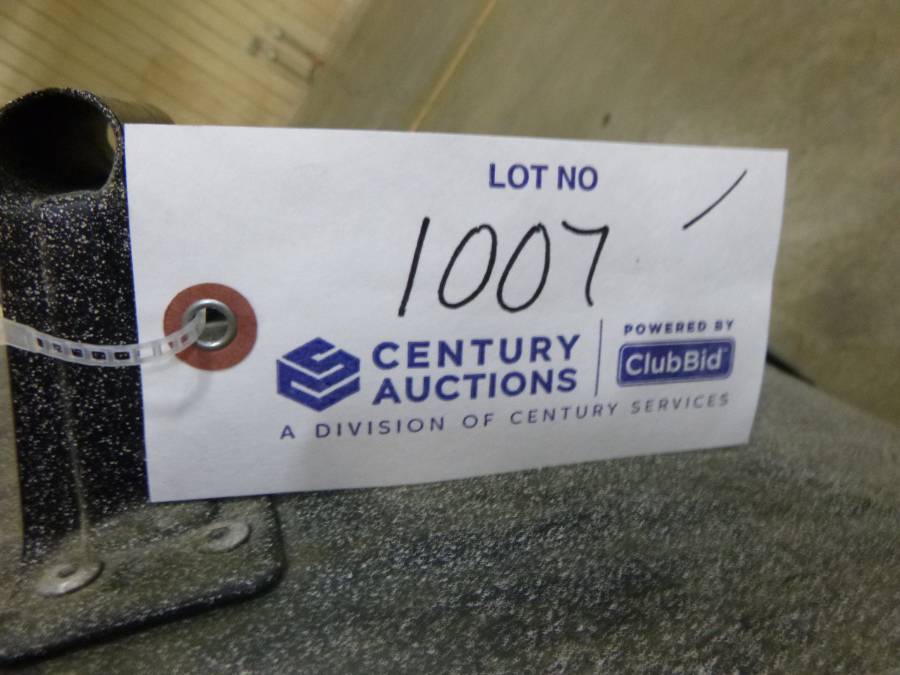 LOT NO
1007
CENTURY
AUCTIONS
POWERED BY
ClubBid
A DIVISION OF CENTURY SERVICES